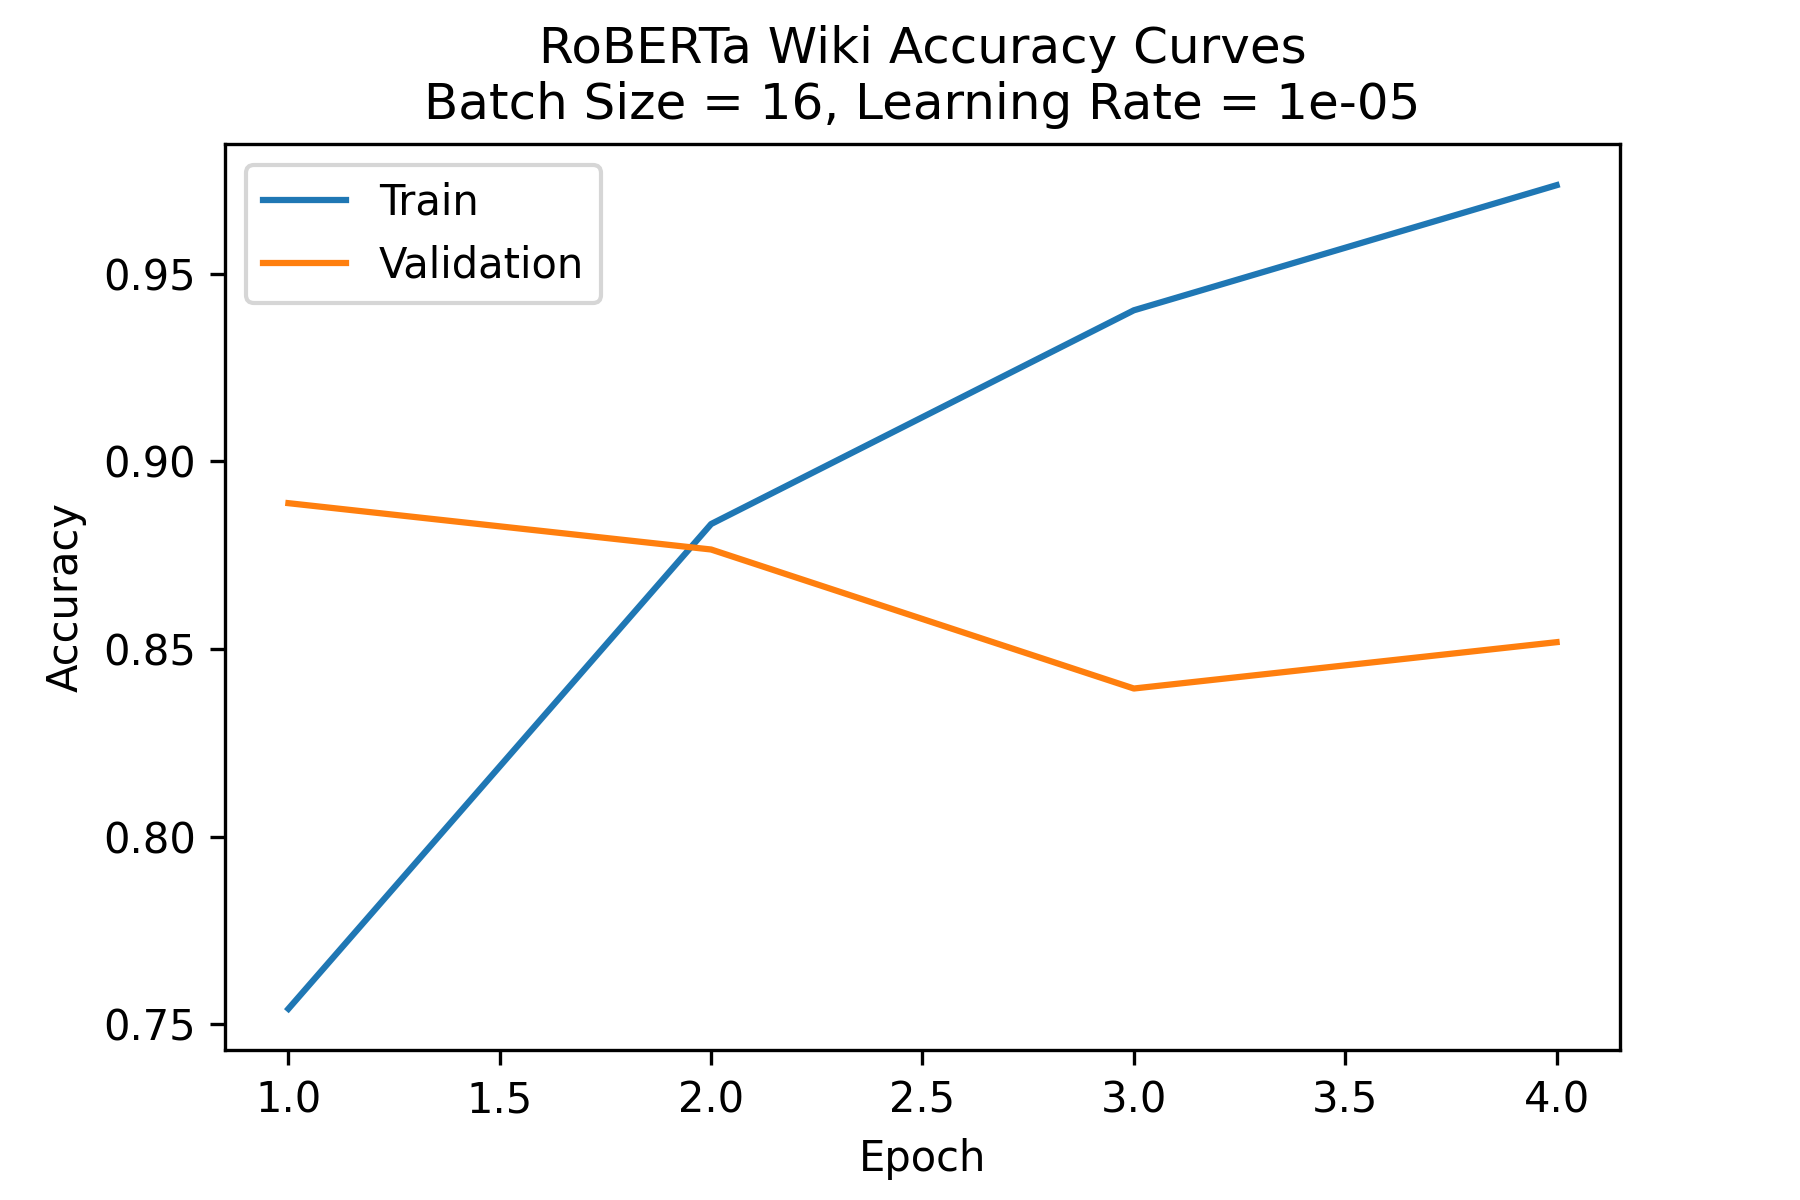 RoBERTa Wiki Accuracy Curves
Batch Size = 16, Learning Rate = 1e-05
Train
Validation
0.95
0.90
0.85
0.80
0.75
Accuracy
1.0 1.5 2.0 2.5 3.0 3.5 4.0
Epoch